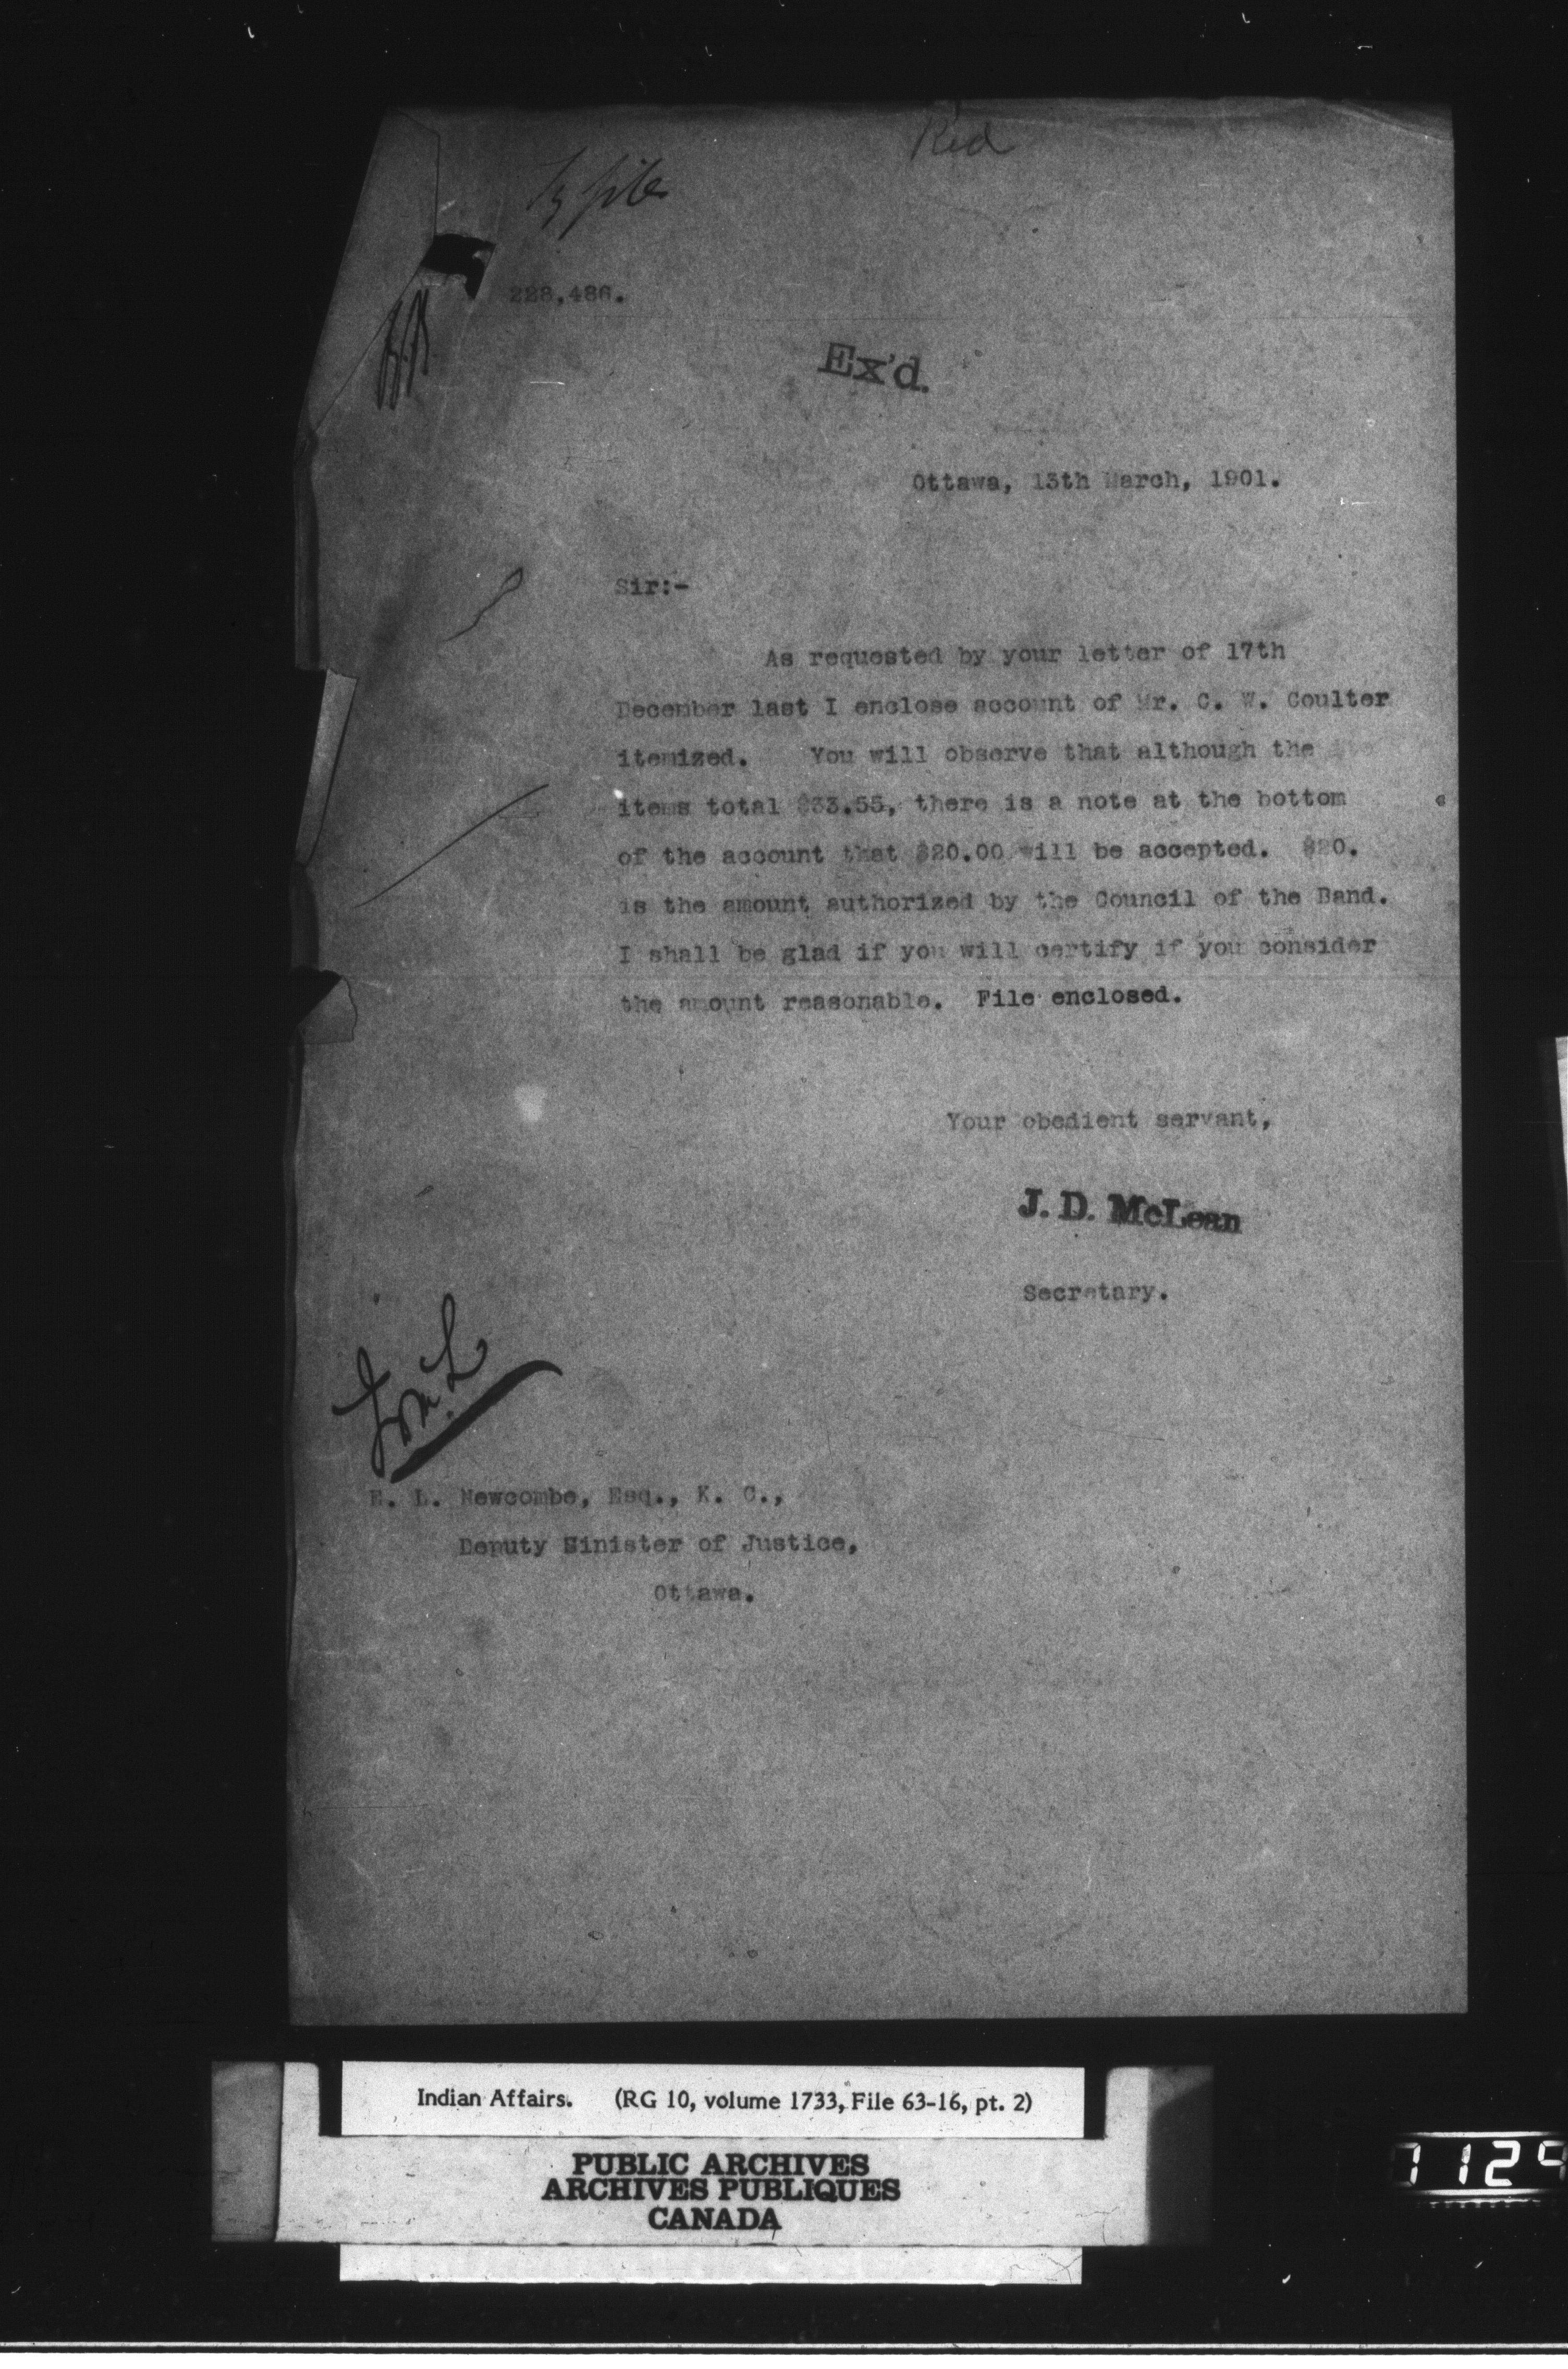 Red
228,486.
Ex'd.
Ottawa, 13th March, 1901.
Sir:-
As requested by your letter of 17th
December last I enclose account of Mr. C. W. Coulter
itemized. You will observe that although the
items total $33.55, there is a note at the bottom
of the account that $20.00 will be accepted. $20.
is the amount authorized by the Council of the Band.
I shall be glad if you will certify if you consider
the amount reasonable. File enclosed.
Your obedient servant,
J. D. McLean
Secretary.
E. L. Newcombe, Esq., K. C.,
Deputy Minister of Justice,
Ottawa.
Indian Affairs. (RG 10, volume 1733, File 63-16, pt. 2)
PUBLIC ARCHIVES
ARCHIVES PUBLIQUES
CANADA